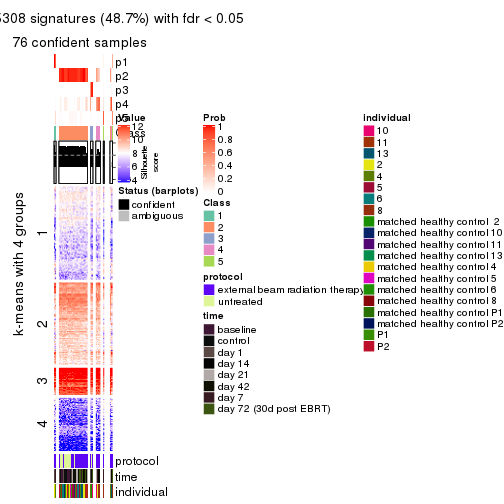 5308 signatures (48.7%) with fdr < 0.05
76 confident samples
p1
p2
p3
p4
Value
12
10
8
6
4
Silhouette
score
Status (barplots)
confident
ambiguous
k-means with 4 groups
1
2
3
4
protocol
time
individual
Prob
1
0.8
0.6
0.4
0.2
0
Class
1
2
3
4
5
protocol
external beam radiation therapy
untreated
time
baseline
control
day 1
day 14
day 21
day 42
day 7
day 72 (30d post EBRT)
individual
10
11
13
2
4
5
6
8
matched healthy control 2
matched healthy control 10
matched healthy control 11
matched healthy control 13
matched healthy control 4
matched healthy control 5
matched healthy control 6
matched healthy control 8
matched healthy control P1
matched healthy control P2
P1
P2